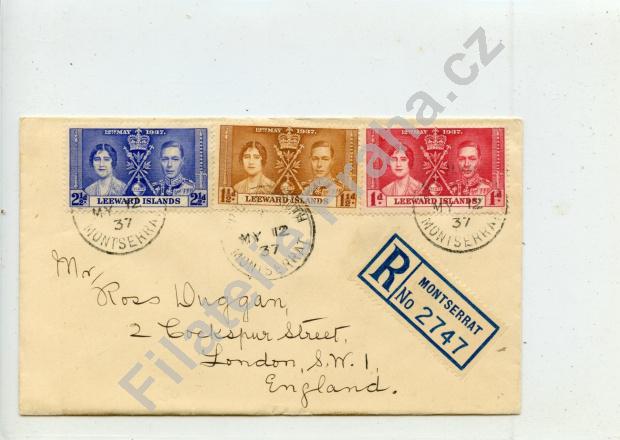 12TH MAY 1937.
2½ 2½
LEEWARD ISLANDS
12TH MAY 1937.
1½ 1½
LEEWARD ISLANDS
12TH MAY 1937.
1d 1d
LEEWARD ISLANDS
MY
37
MONTSERRAT
MY 12
37
MONTSERRAT
MY 12
37
MONTSERRAT
R
MONTSERRAT
No 2747
Mr.
Ross Duggan,
2 Cockspur Street,
London, S.W.1,
England.
Filatelie-Praha.cz